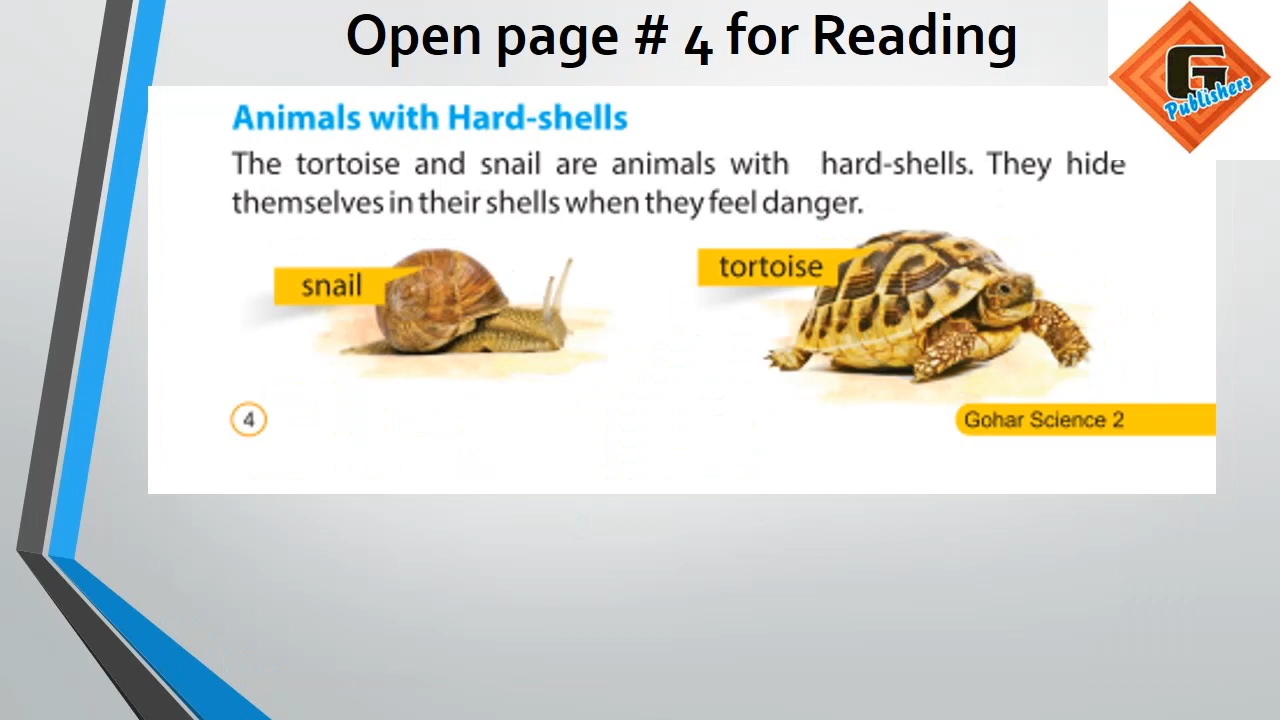 Open page # 4 for Reading
G
Publishers
Animals with Hard-shells
The tortoise and snail are animals with hard-shells. They hide
themselves in their shells when they feel danger.
snail
tortoise
4
Gohar Science 2